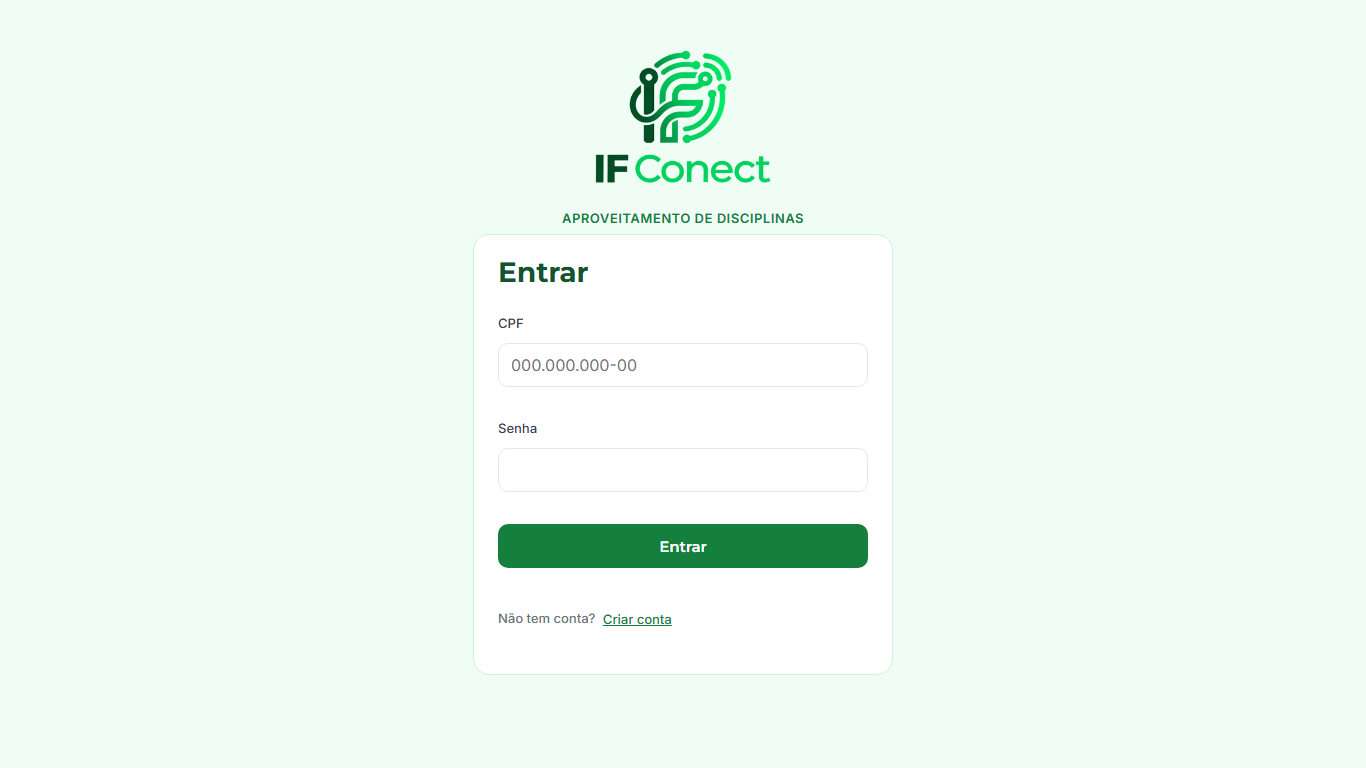 IF Conect
APROVEITAMENTO DE DISCIPLINAS
Entrar
CPF
000.000.000-00
Senha
Entrar
Não tem conta? Criar conta